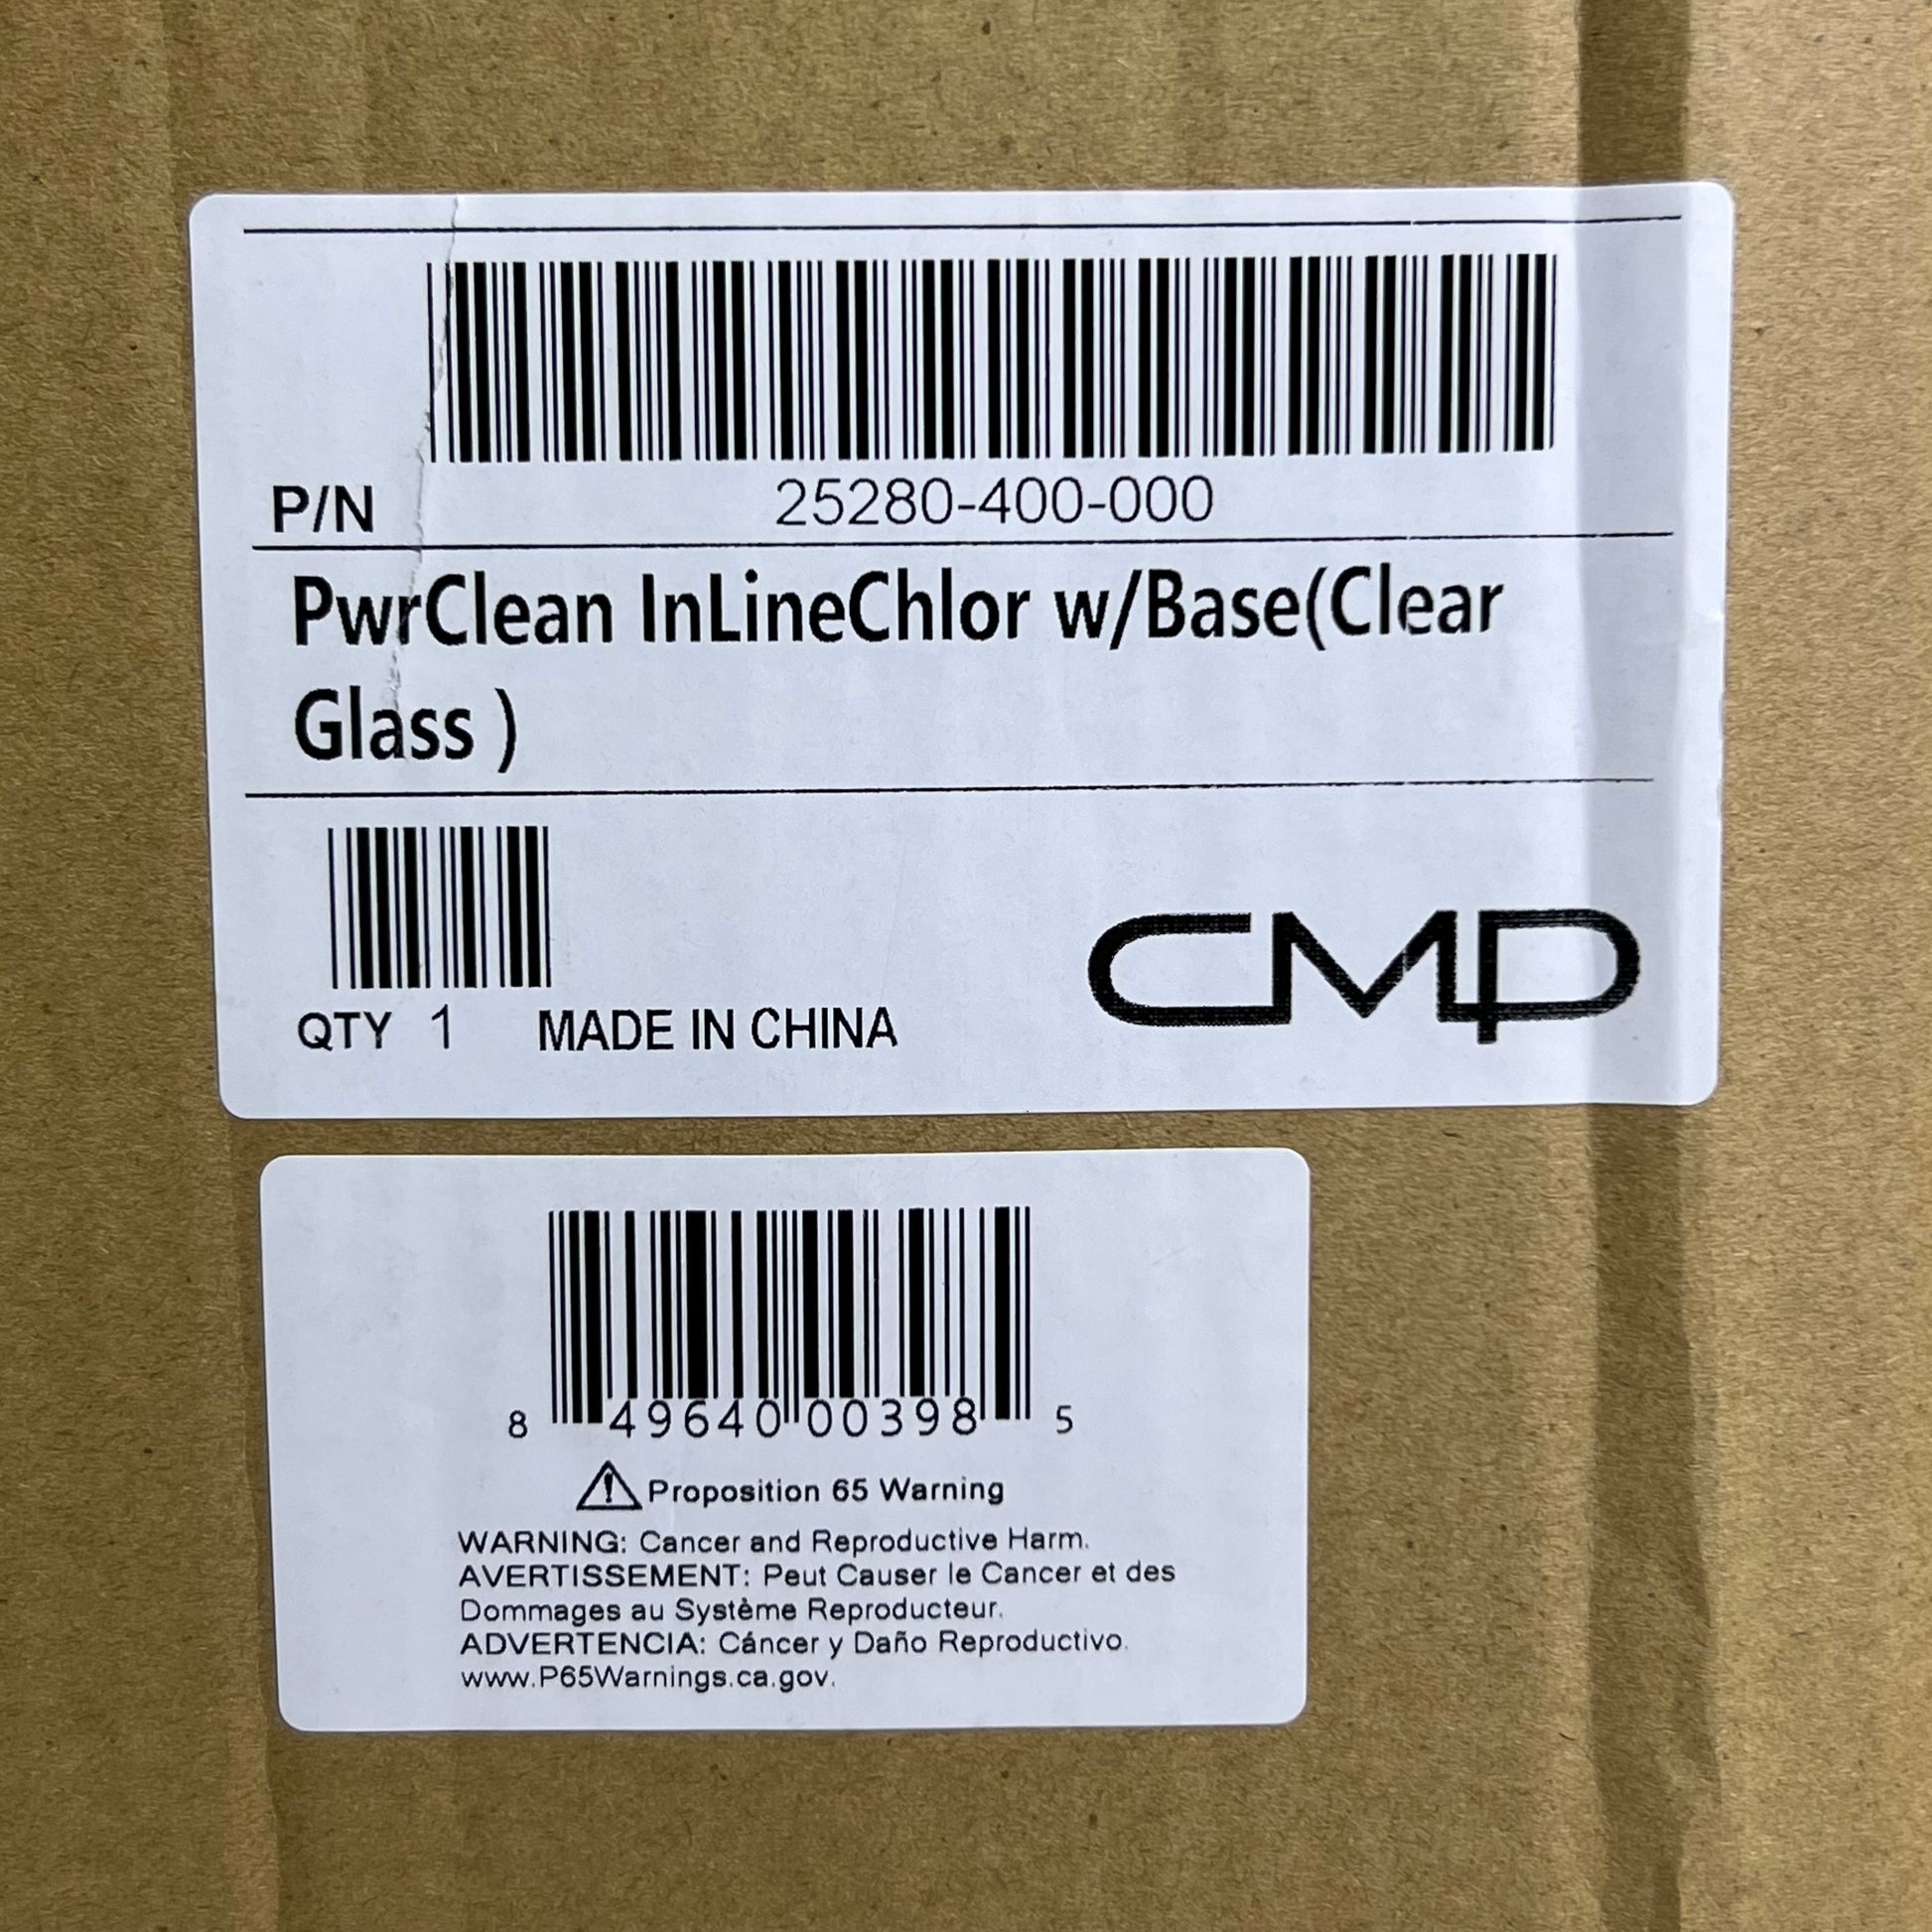 P/N 25280-400-000
PwrClean InLineChlor w/Base(Clear
Glass )
QTY 1 MADE IN CHINA
CMP
8 49640 00398 5
Proposition 65 Warning
WARNING: Cancer and Reproductive Harm.
AVERTISSEMENT: Peut Causer le Cancer et des
Dommages au Système Reproducteur.
ADVERTENCIA: Cáncer y Daño Reproductivo.
www.P65Warnings.ca.gov.